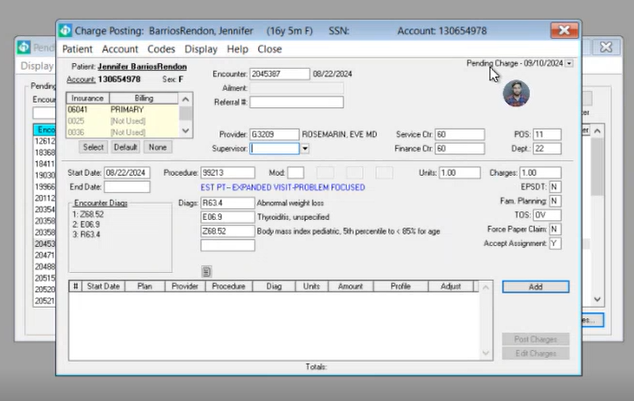 Charge Posting: BarriosRendon, Jennifer (16y 5m F) SSN: Account: 130654978
Patient Account Codes Display Help Close
Patient: Jennifer BarriosRendon
Pending Charge - 09/10/2024
Account: 130654978 Sex: F
Encounter: 2045387 08/22/2024
Ailment:
Referral #:
Insurance Billing
06041 PRIMARY
0025 [Not Used]
0036 [Not Used]
Select Default None
Provider: G3209 ROSEMARIN, EVE MD Service Ctr: 60 POS: 11
Supervisor: Finance Ctr: 60 Dept.: 22
Start Date: 08/22/2024 Procedure: 99213 Mod: Units: 1.00 Charges: 1.00
End Date: EST PT-- EXPANDED VISIT-PROBLEM FOCUSED EPSDT: N
Encounter Diags
1: Z68.52
2: E06.9
3: R63.4
Diags: R63.4 Abnormal weight loss
E06.9 Thyroiditis, unspecified
Z68.52 Body mass index pediatric, 5th percentile to < 85% for age
Fam. Planning: N
TOS: OV
Force Paper Claim: N
Accept Assignment: Y
# Start Date Plan Provider Procedure Diag Units Amount Profile Adjust
Add
Post Charges
Edit Charges
Totals:
Pend
Display
Pending
Encoun
Enco
12612
18368
18411
19030
19966
20112
20354
20316
20453
20471
20488
20515
20520
20521